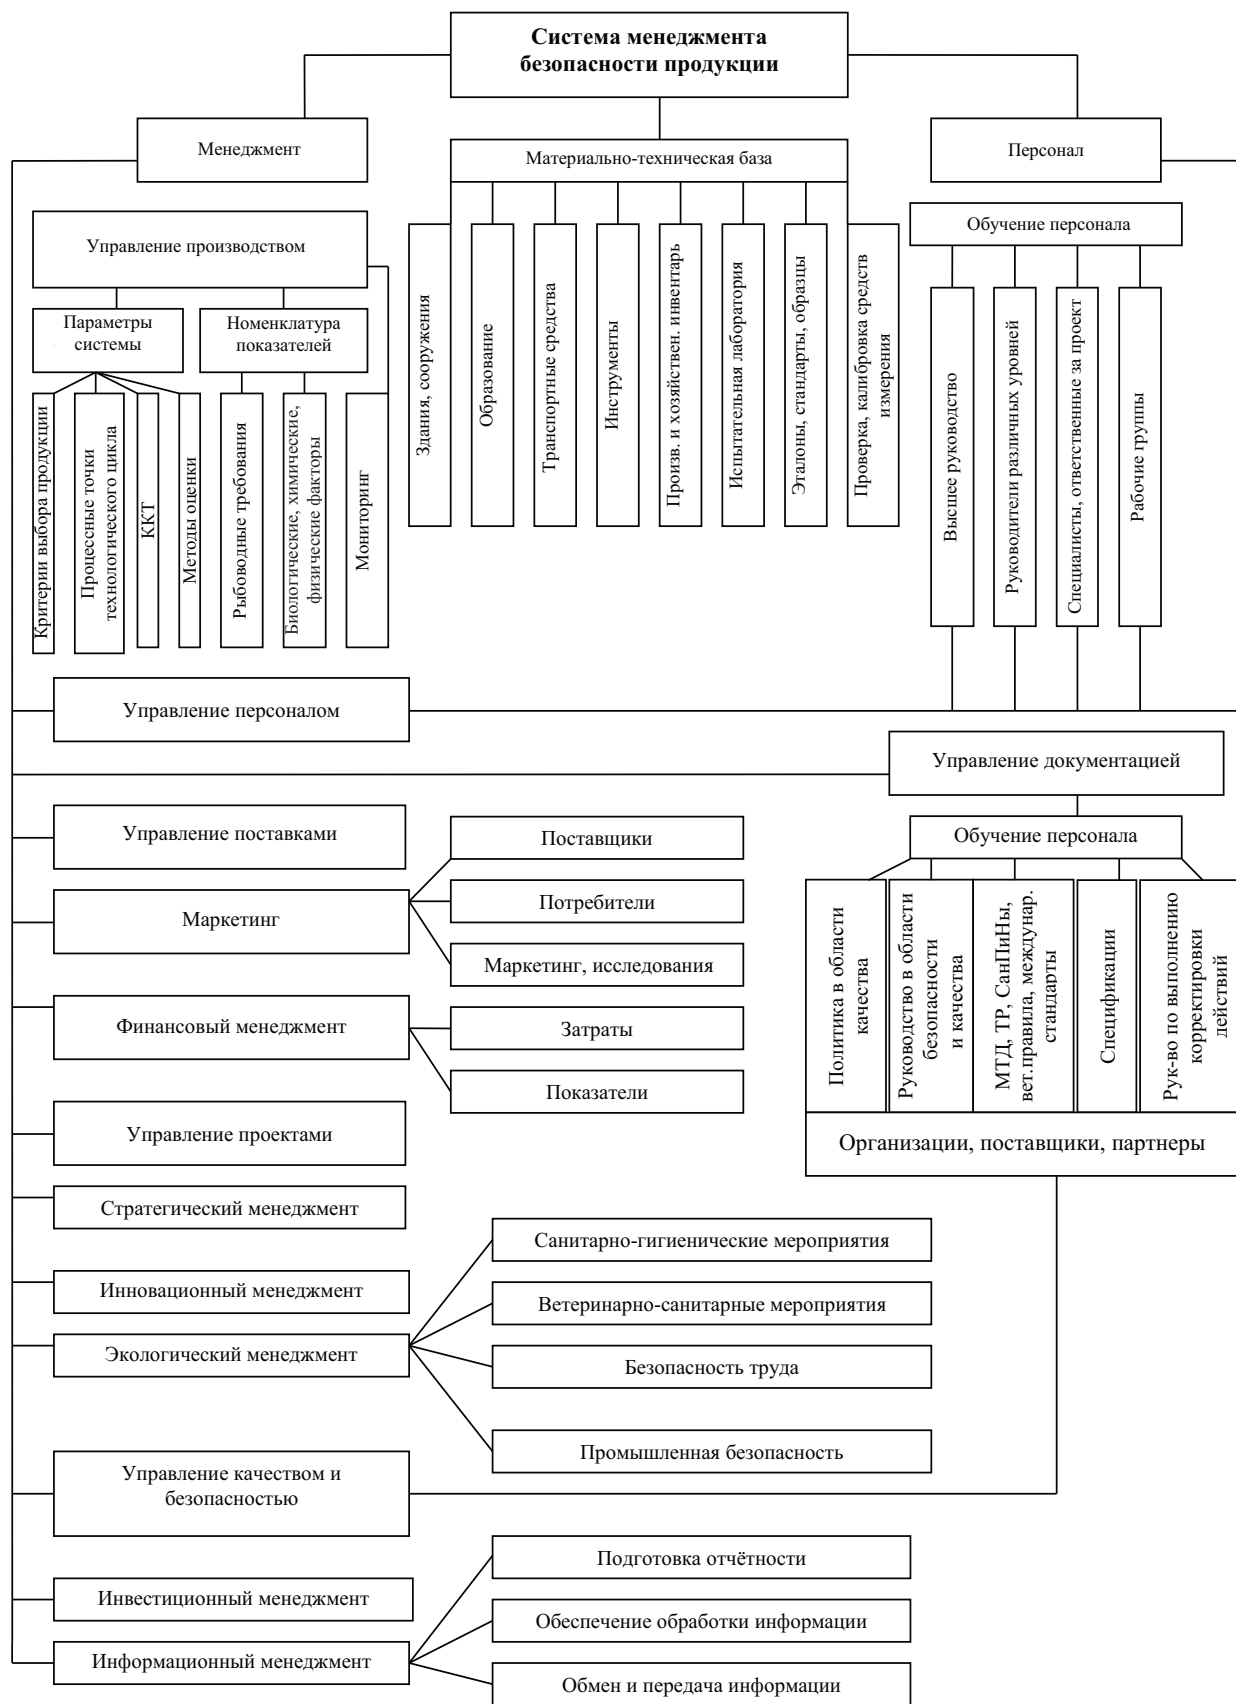 Система менеджмента
безопасности продукции
Менеджмент
Материально-техническая база
Персонал
Управление производством
Обучение персонала
Параметры
системы
Номенклатура
показателей
Критерии выбора продукции
Процессные точки
технологического цикла
ККТ
Методы оценки
Рыбоводные требования
Биологические, химические,
физические факторы
Мониторинг
Здания, сооружения
Образование
Транспортные средства
Инструменты
Произв. и хозяйствен. инвентарь
Испытательная лаборатория
Эталоны, стандарты, образцы
Проверка, калибровка средств
измерения
Высшее руководство
Руководители различных уровней
Специалисты, ответственные за проект
Рабочие группы
Управление персоналом
Управление документацией
Управление поставками
Поставщики
Обучение персонала
Маркетинг
Потребители
Маркетинг, исследования
Политика в области
качества
Руководство в области
безопасности
и качества
МТД, ТР, СанПиНы,
вет.правила, междунар.
стандарты
Спецификации
Рук-во по выполнению
корректировки
действий
Финансовый менеджмент
Затраты
Показатели
Управление проектами
Организации, поставщики, партнеры
Стратегический менеджмент
Санитарно-гигиенические мероприятия
Инновационный менеджмент
Ветеринарно-санитарные мероприятия
Экологический менеджмент
Безопасность труда
Промышленная безопасность
Управление качеством и
безопасностью
Подготовка отчётности
Инвестиционный менеджмент
Обеспечение обработки информации
Информационный менеджмент
Обмен и передача информации